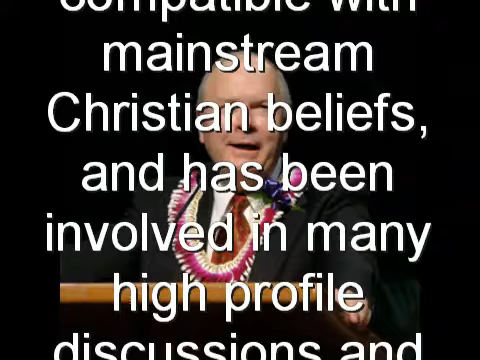 compatible with
mainstream
Christian beliefs,
and has been
involved in many
high profile
discussions and